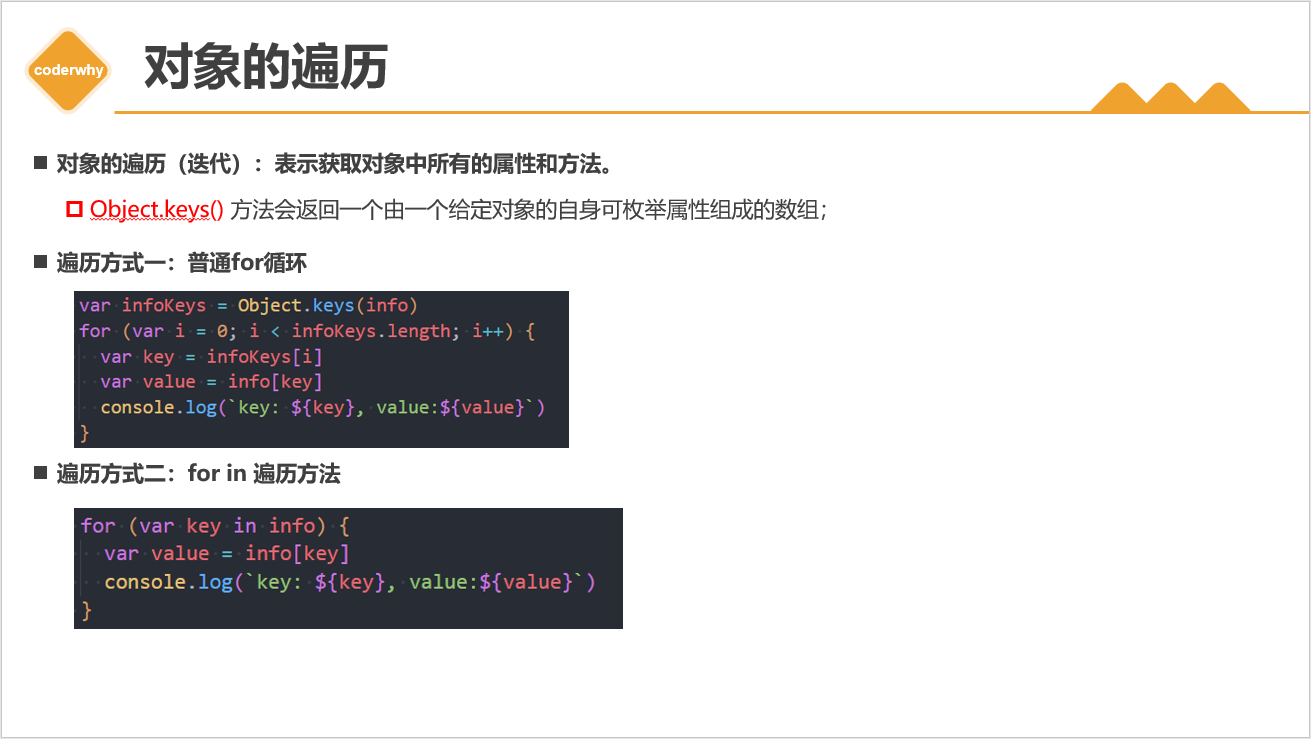 coderwhy
对象的遍历
对象的遍历（迭代）：表示获取对象中所有的属性和方法。
Object.keys() 方法会返回一个由一个给定对象的自身可枚举属性组成的数组；
遍历方式一：普通for循环
var infoKeys = Object.keys(info)
for (var i = 0; i < infoKeys.length; i++) {
  var key = infoKeys[i]
  var value = info[key]
  console.log(`key: ${key}, value:${value}`)
}
遍历方式二：for in 遍历方法
for (var key in info) {
  var value = info[key]
  console.log(`key: ${key}, value:${value}`)
}